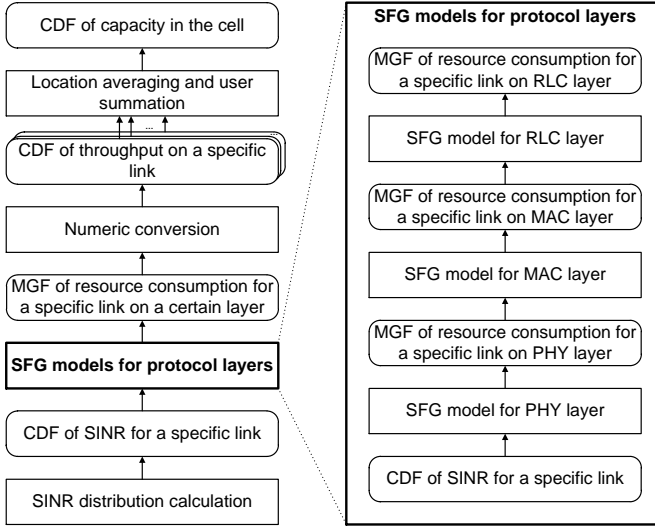 CDF of capacity in the cell
Location averaging and user
summation
...
...
CDF of throughput on a specific
link
Numeric conversion
MGF of resource consumption for
a specific link on a certain layer
SFG models for protocol layers
CDF of SINR for a specific link
SINR distribution calculation
SFG models for protocol layers
MGF of resource consumption for
a specific link on RLC layer
SFG model for RLC layer
MGF of resource consumption for
a specific link on MAC layer
SFG model for MAC layer
MGF of resource consumption for
a specific link on PHY layer
SFG model for PHY layer
CDF of SINR for a specific link